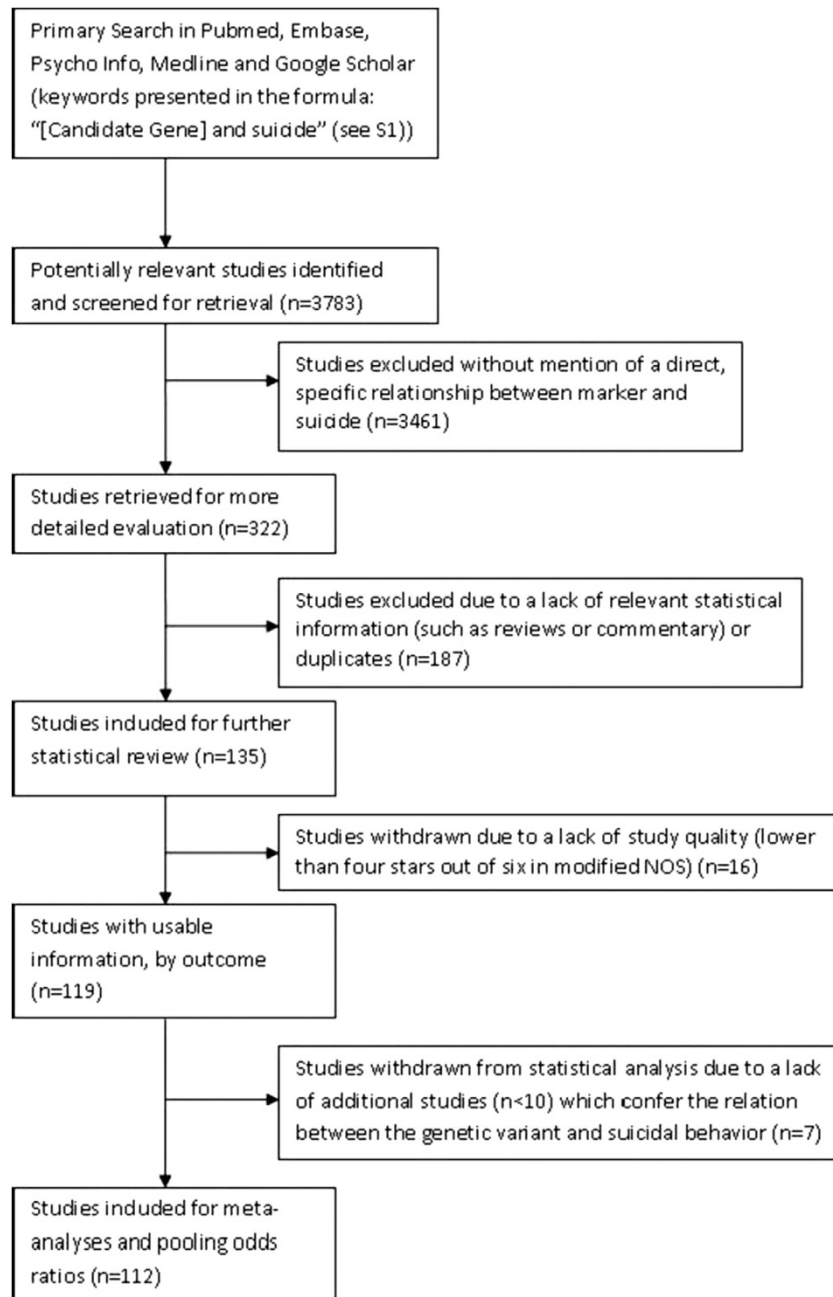 Primary Search in Pubmed, Embase,
Psycho Info, Medline and Google Scholar
(keywords presented in the formula:
“[Candidate Gene] and suicide” (see S1))
Potentially relevant studies identified
and screened for retrieval (n=3783)
Studies excluded without mention of a direct,
specific relationship between marker and
suicide (n=3461)
Studies retrieved for more
detailed evaluation (n=322)
Studies excluded due to a lack of relevant statistical
information (such as reviews or commentary) or
duplicates (n=187)
Studies included for further
statistical review (n=135)
Studies withdrawn due to a lack of study quality (lower
than four stars out of six in modified NOS) (n=16)
Studies with usable
information, by outcome
(n=119)
Studies withdrawn from statistical analysis due to a lack
of additional studies (n<10) which confer the relation
between the genetic variant and suicidal behavior (n=7)
Studies included for meta-
analyses and pooling odds
ratios (n=112)